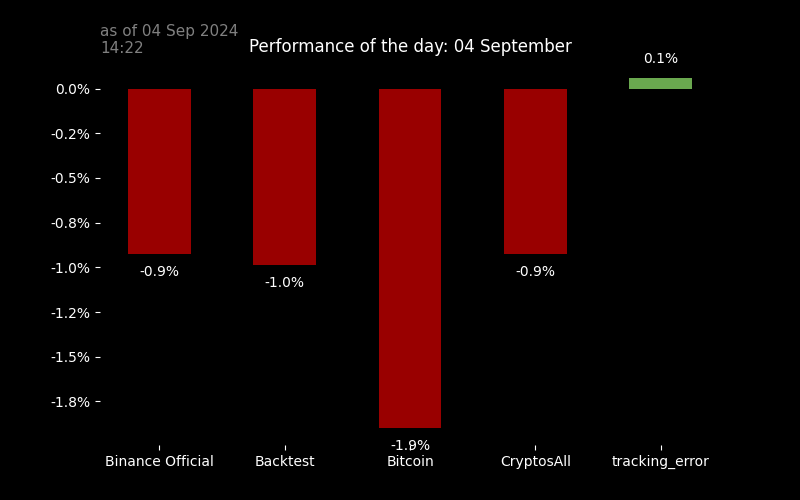 as of 04 Sep 2024
14:22
Performance of the day: 04 September
0.1%
0.0%
-0.2%
-0.5%
-0.8%
-1.0%
-1.2%
-1.5%
-1.8%
-0.9%
-1.0%
-1.9%
-0.9%
Binance Official
Backtest
Bitcoin
CryptosAll
tracking_error